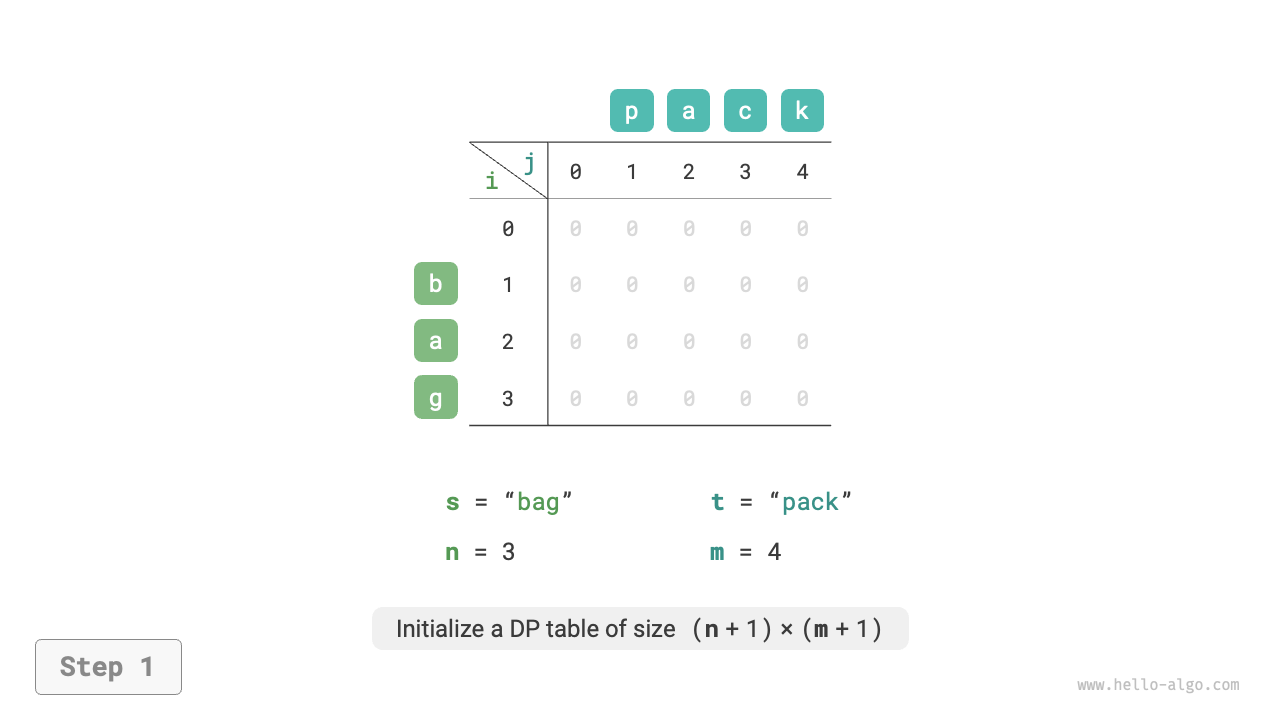 p a c k
j
i
0 1 2 3 4
0 0 0 0 0 0
b 1 0 0 0 0 0
a 2 0 0 0 0 0
g 3 0 0 0 0 0
s = “bag” t = “pack”
n = 3 m = 4
Initialize a DP table of size (n + 1) × (m + 1)
Step 1
www.hello-algo.com